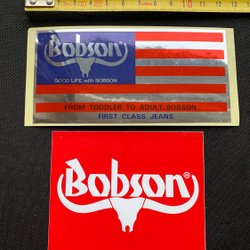 Bobson
GOOD LIFE with BOBSON
FROM TODDLER TO ADULT-BOBSON
FIRST CLASS JEANS
Bobson®